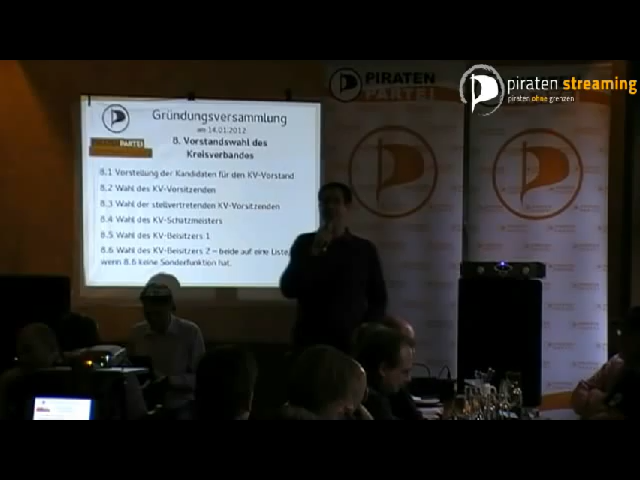 Gründungsversammlung
am 14.01.2012
PIRATENPARTEI
8. Vorstandswahl des
Kreisverbandes
8.1 Vorstellung der Kandidaten für den KV-Vorstand
8.2 Wahl des KV-Vorsitzenden
8.3 Wahl der stellvertretenden KV-Vorsitzenden
8.4 Wahl des KV-Schatzmeisters
8.5 Wahl des KV-Beisitzers 1
8.6 Wahl des KV-Beisitzers 2 – beide auf eine Liste,
wenn 8.6 keine Sonderfunktion hat.
PIRATEN
PARTEI
piraten streaming
piraten ohne grenzen